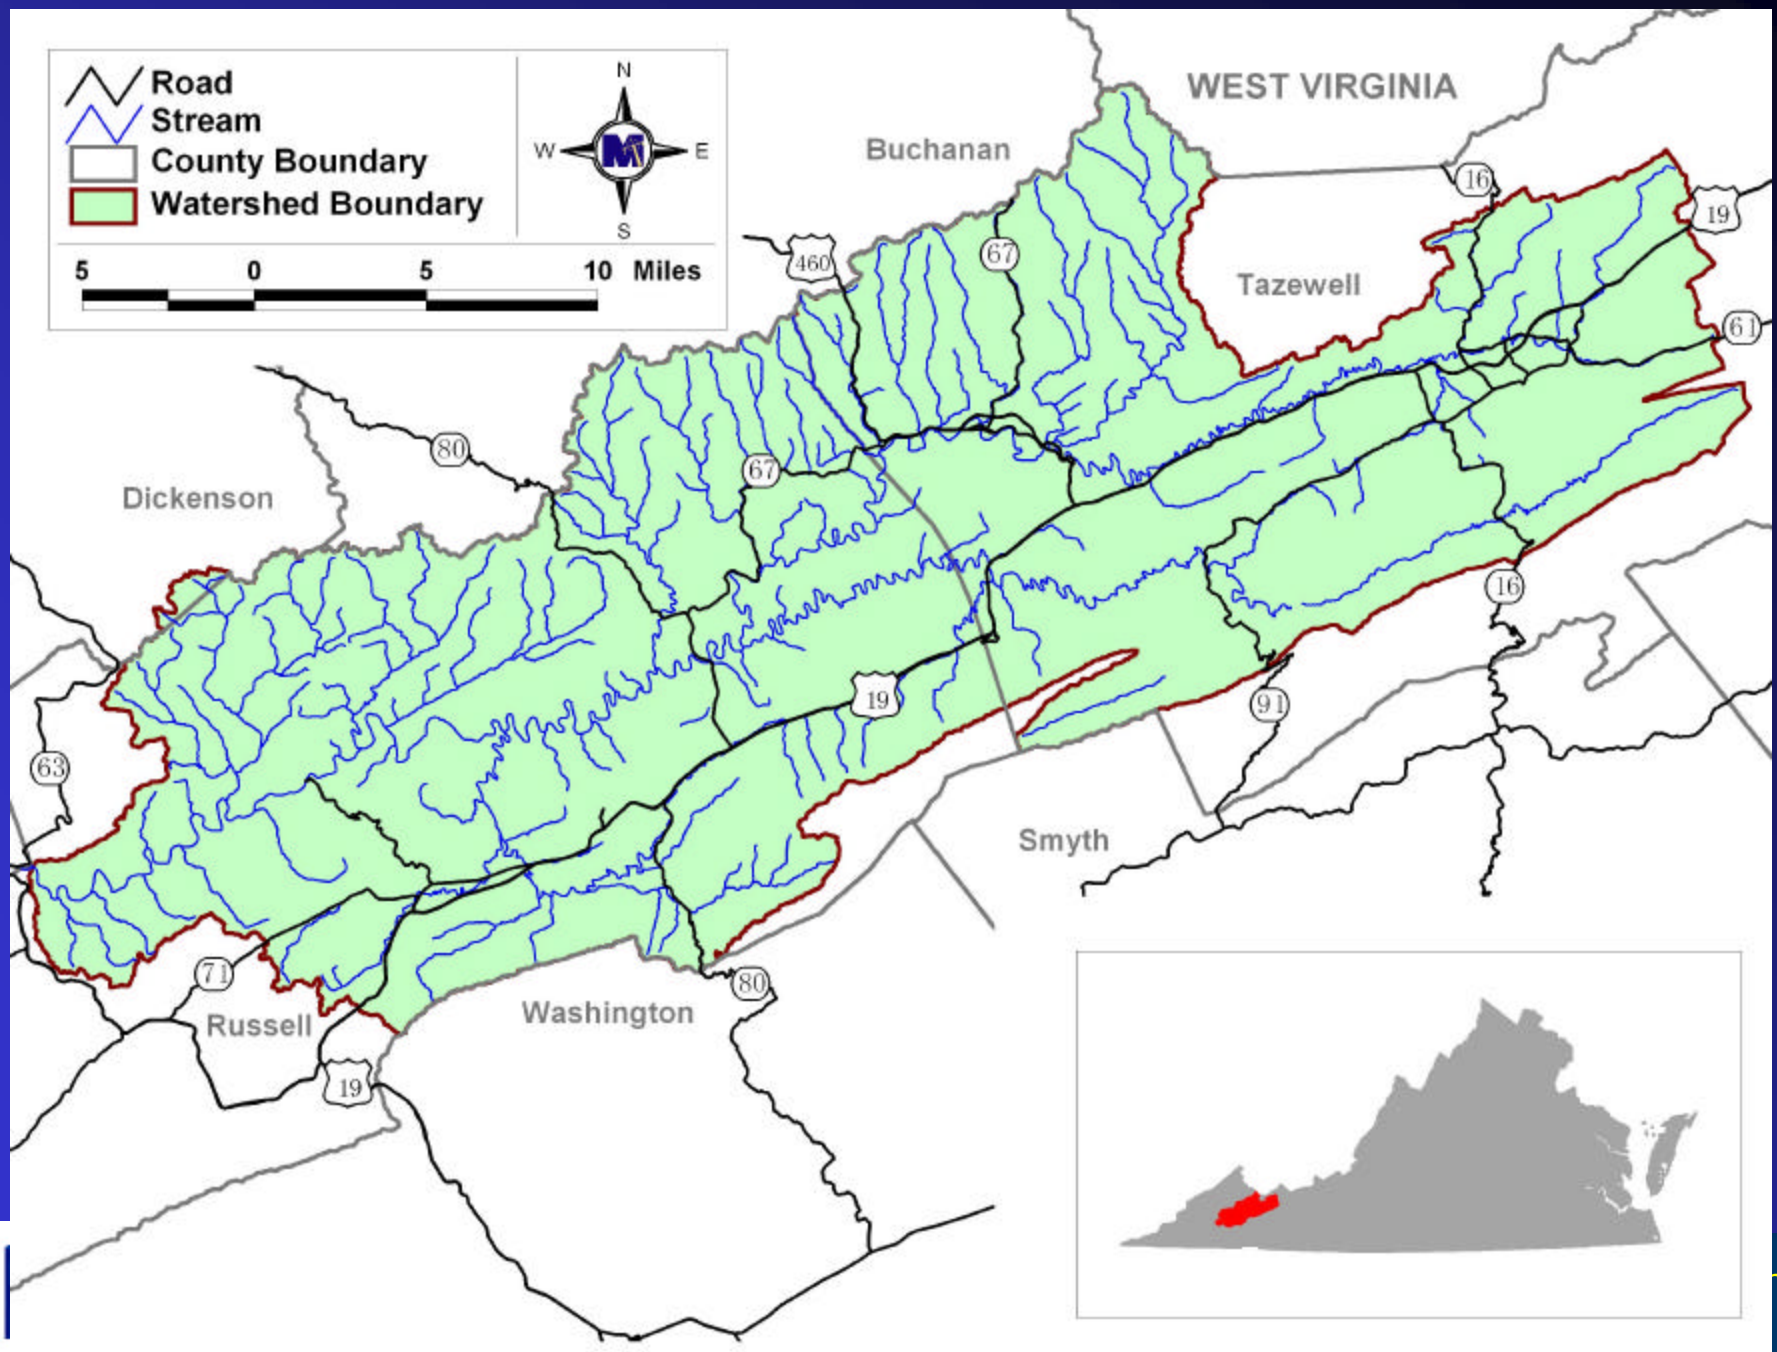 Road
Stream
County Boundary
Watershed Boundary
N
W M E
S
5 0 5 10 Miles
WEST VIRGINIA
Buchanan
16
19
67
460
Tazewell
61
80
67
Dickenson
16
19
91
63
Smyth
71
80
Russell
Washington
19